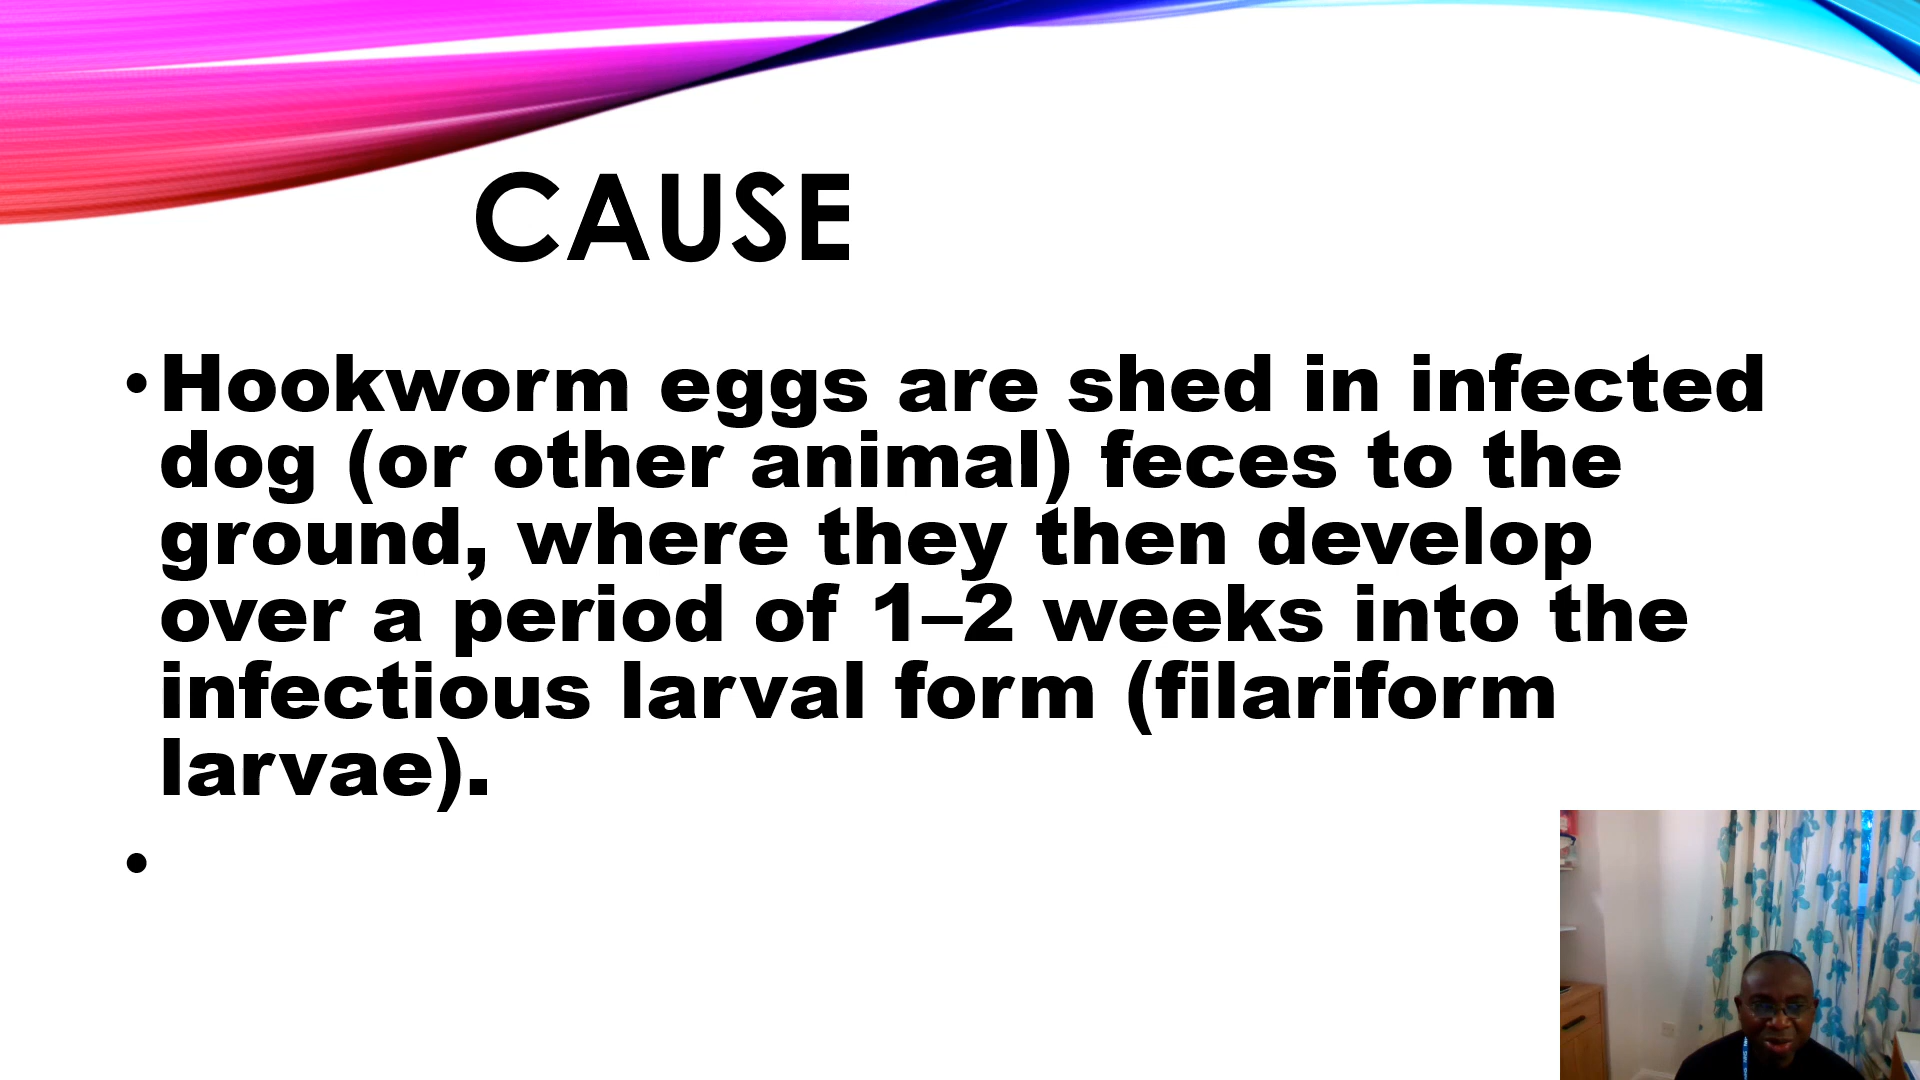 CAUSE
• Hookworm eggs are shed in infected
dog (or other animal) feces to the
ground, where they then develop
over a period of 1–2 weeks into the
infectious larval form (filariform
larvae).
•